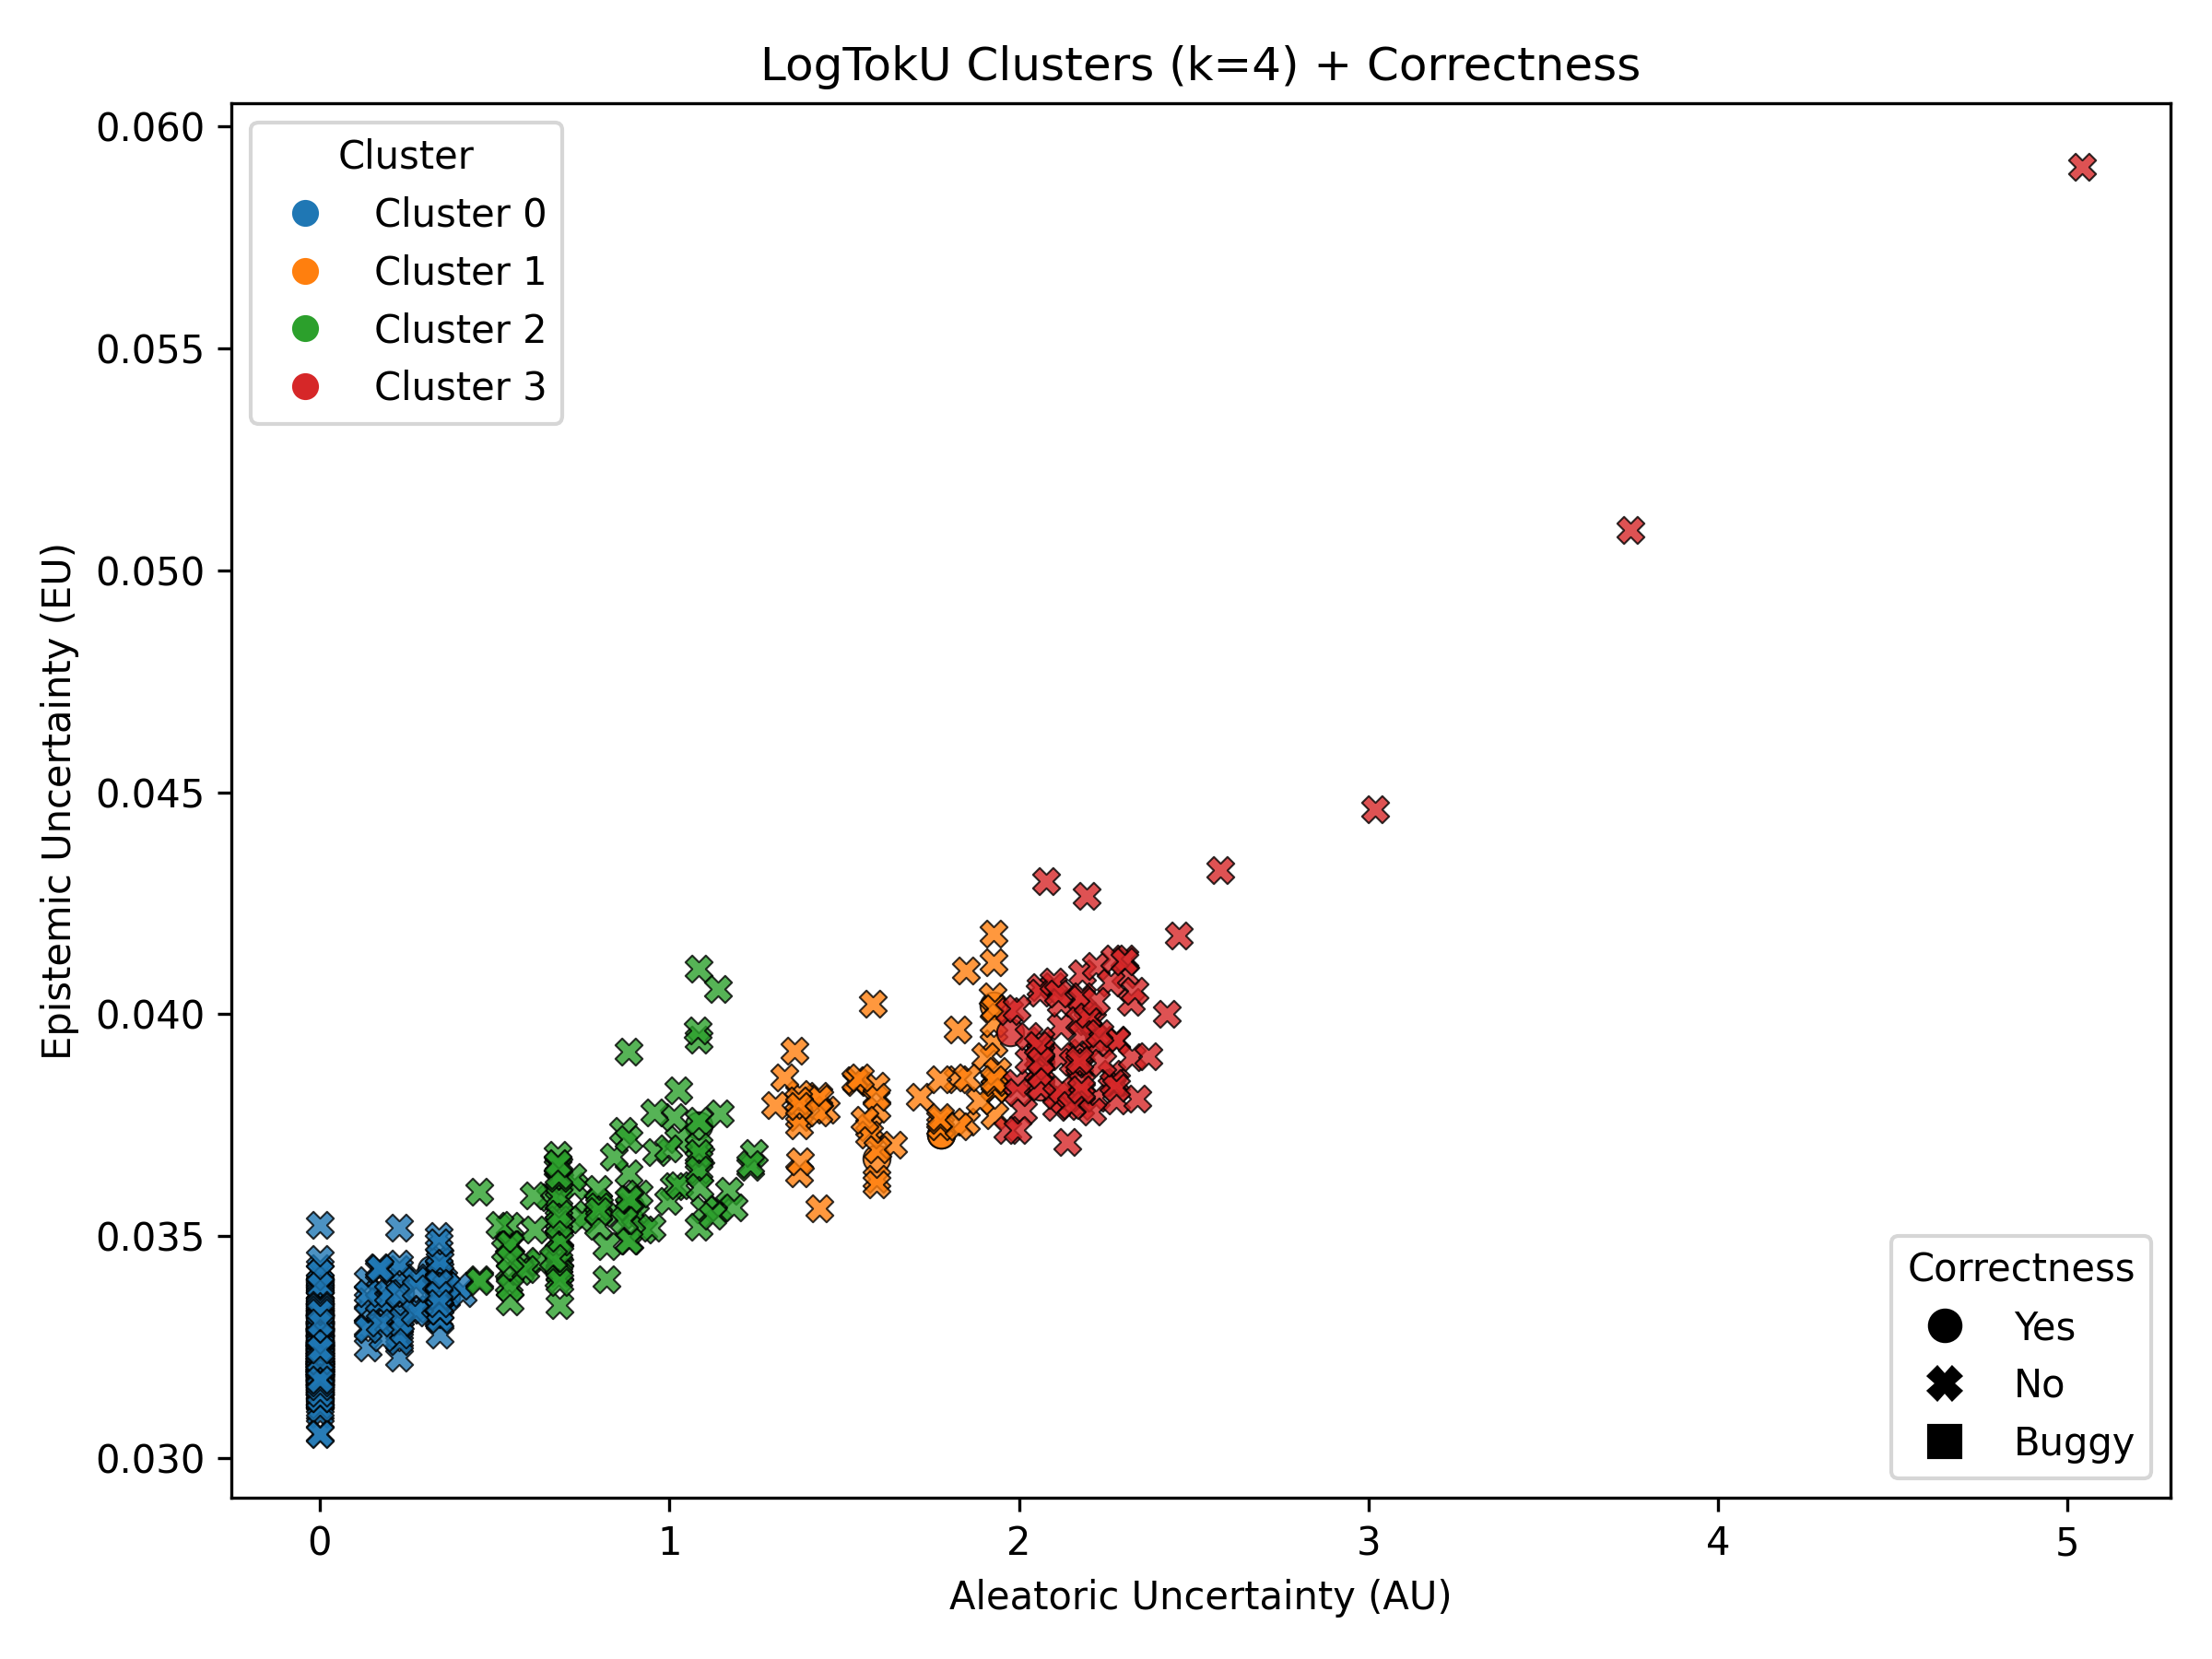 LogTokU Clusters (k=4) + Correctness
Cluster
Cluster 0
Cluster 1
Cluster 2
Cluster 3
0.060
0.055
0.050
0.045
0.040
0.035
0.030
Epistemic Uncertainty (EU)
Correctness
Yes
No
Buggy
0 1 2 3 4 5
Aleatoric Uncertainty (AU)